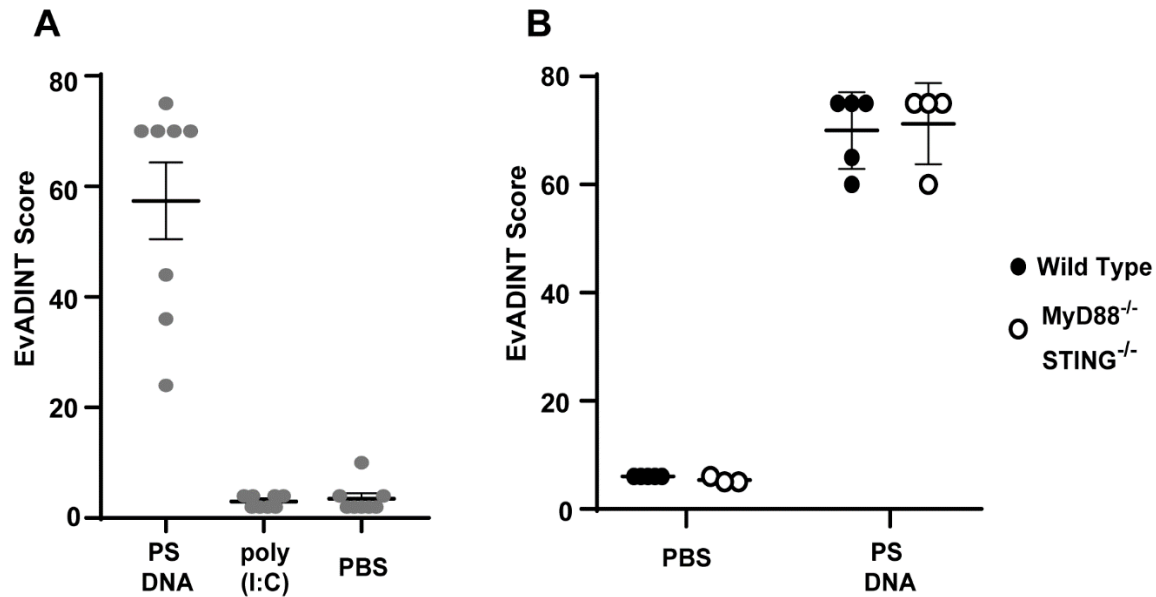 A
EvADINT Score
80
60
40
20
0
PS
DNA
poly
(I:C)
PBS
B
EvADINT Score
80
60
40
20
0
PBS
PS
DNA
Wild Type
MyD88-/-
STING-/-